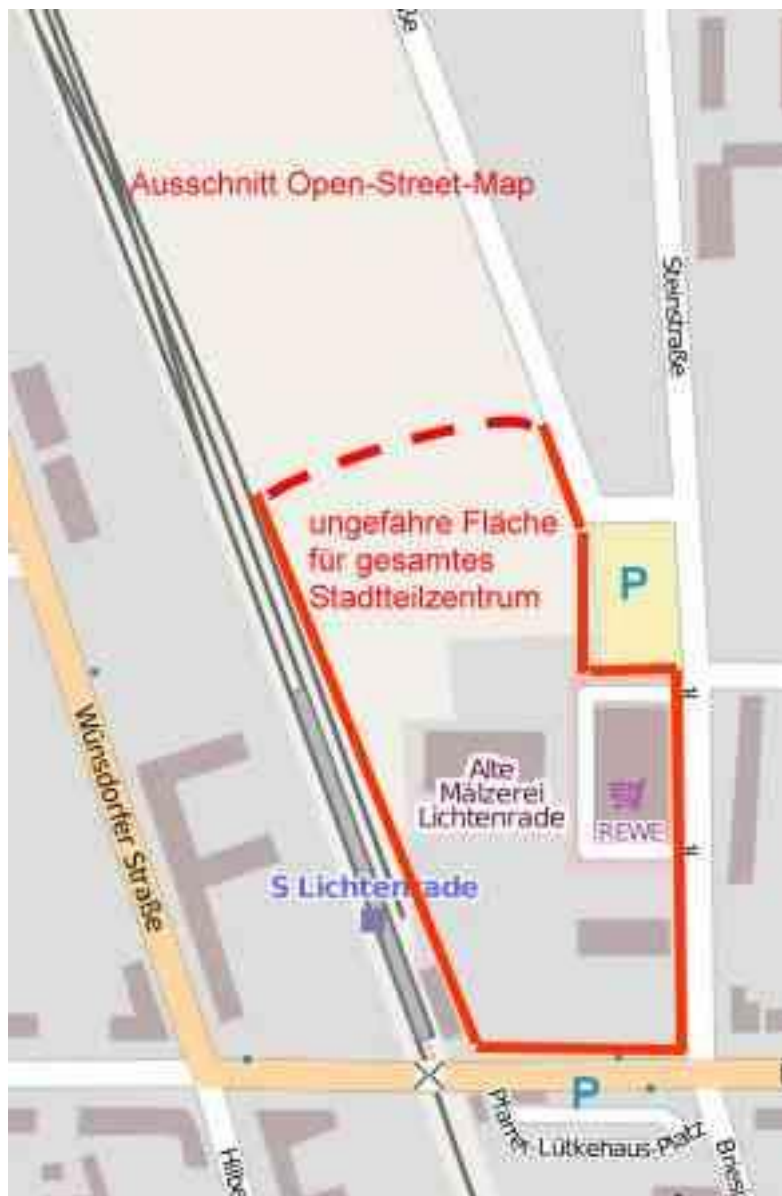 Ausschnitt Open-Street-Map
Steinstraße
ungefähre Fläche
für gesamtes
Stadtteilzentrum
P
Wünsdorfer Straße
Alte
Mälzerei
Lichtenrade
REWE
S Lichtenrade
P
Pfarrer-Lütkehaus-Platz